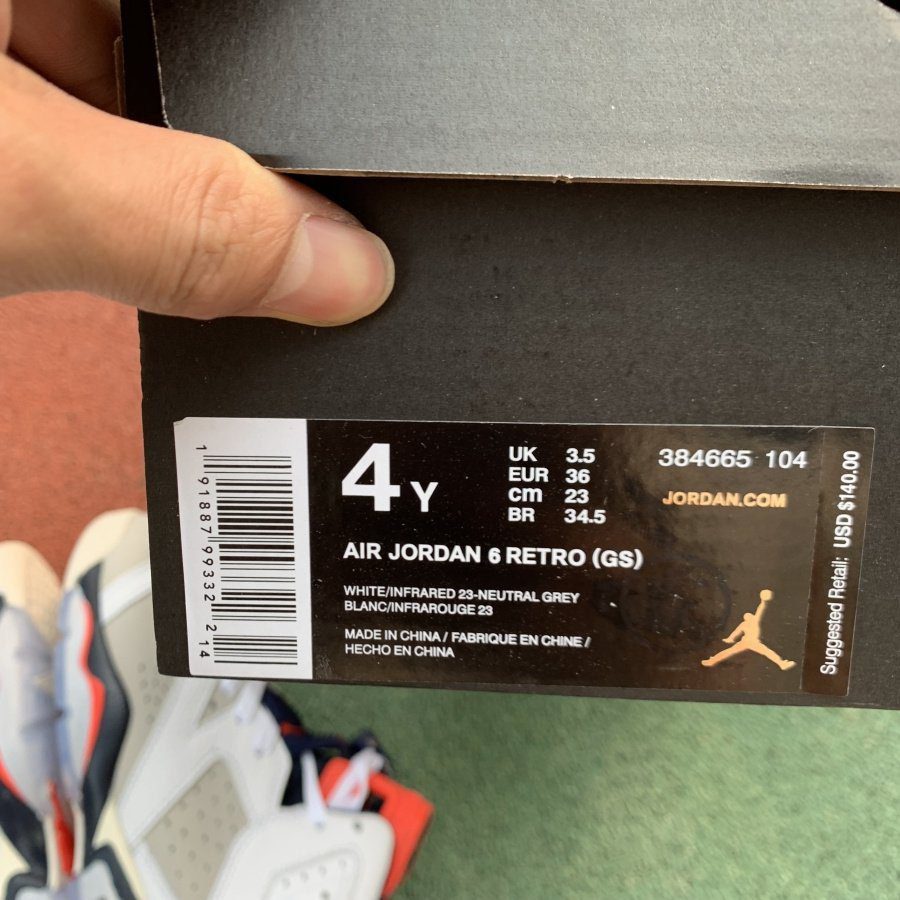 1 91887 99332 2 14
4 Y
UK 3.5
EUR 36
cm 23
BR 34.5
384665 104
JORDAN.COM
AIR JORDAN 6 RETRO (GS)
WHITE/INFRARED 23-NEUTRAL GREY
BLANC/INFRAROUGE 23
MADE IN CHINA / FABRIQUE EN CHINE /
HECHO EN CHINA
Suggested Retail: USD $140.00